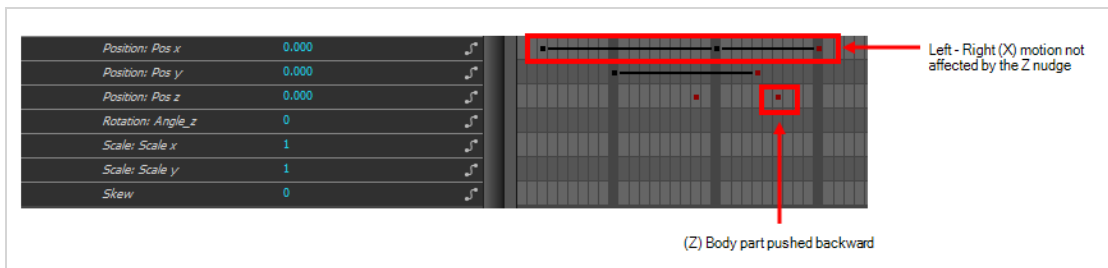 Position: Pos x 0.000
Position: Pos y 0.000
Position: Pos z 0.000
Rotation: Angle_z 0
Scale: Scale x 1
Scale: Scale y 1
Skew 0
Left - Right (X) motion not
affected by the Z nudge
(Z) Body part pushed backward